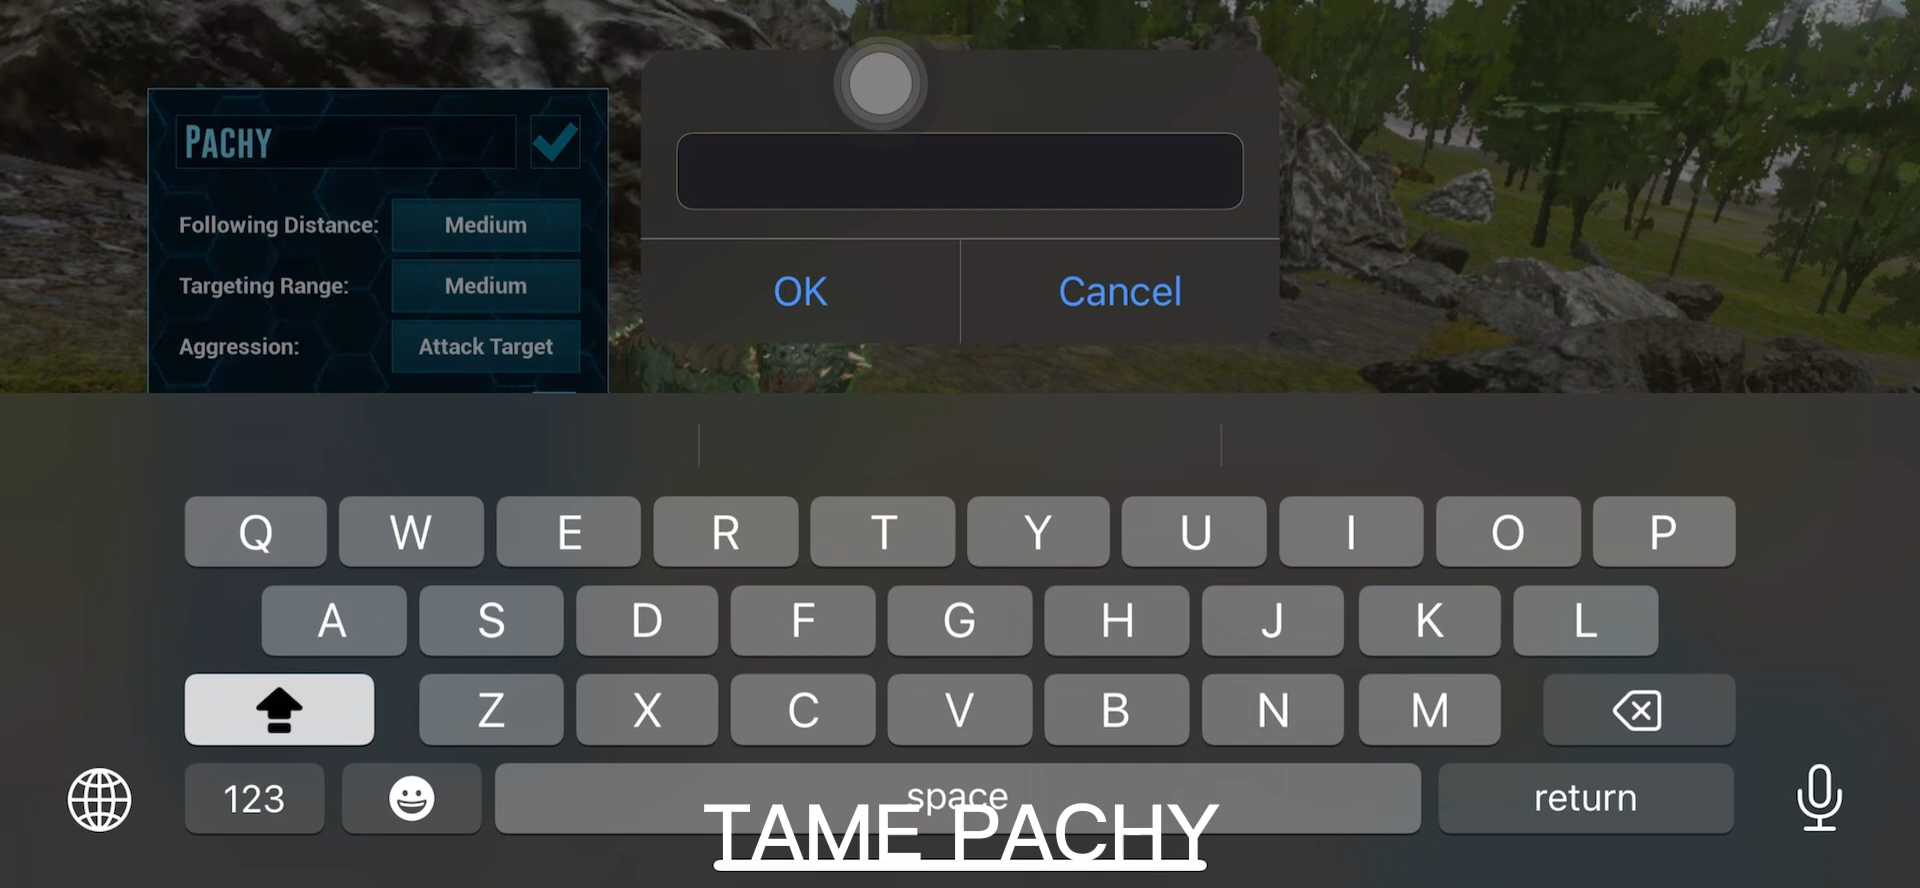 PACHY
Following Distance: Medium
Targeting Range: Medium
Aggression: Attack Target
OK Cancel
Q W E R T Y U I O P
A S D F G H J K L
Z X C V B N M
123 space return
TAME PACHY